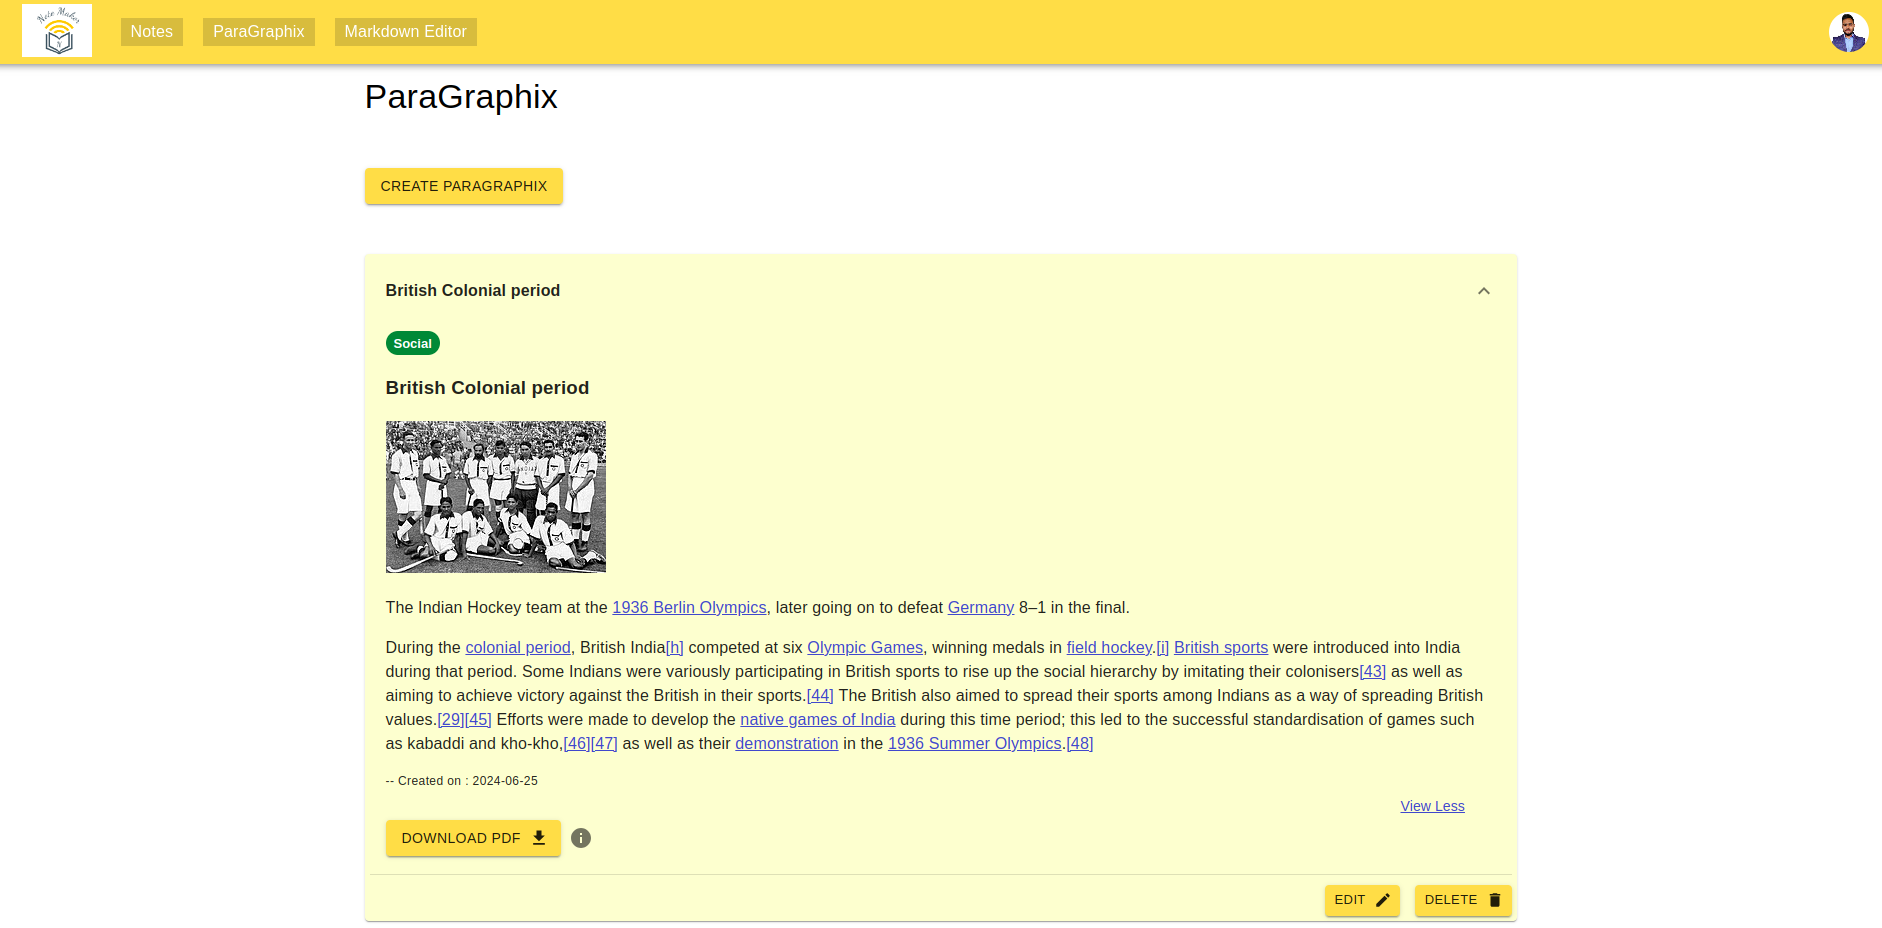 Note Maker
N
Notes ParaGraphix Markdown Editor
ParaGraphix
CREATE PARAGRAPHIX
British Colonial period
Social
British Colonial period
The Indian Hockey team at the 1936 Berlin Olympics, later going on to defeat Germany 8–1 in the final.
During the colonial period, British India[h] competed at six Olympic Games, winning medals in field hockey.[i] British sports were introduced into India
during that period. Some Indians were variously participating in British sports to rise up the social hierarchy by imitating their colonisers[43] as well as
aiming to achieve victory against the British in their sports.[44] The British also aimed to spread their sports among Indians as a way of spreading British
values.[29][45] Efforts were made to develop the native games of India during this time period; this led to the successful standardisation of games such
as kabaddi and kho-kho,[46][47] as well as their demonstration in the 1936 Summer Olympics.[48]
-- Created on : 2024-06-25
View Less
DOWNLOAD PDF
EDIT DELETE